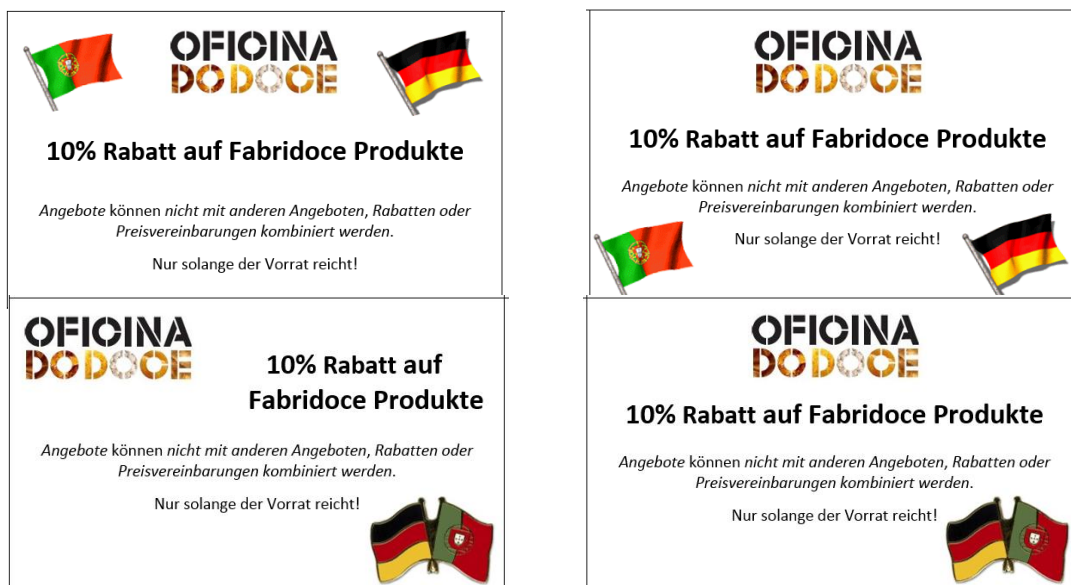 OFICINA
DO DOCE
10% Rabatt auf Fabridoce Produkte
Angebote können nicht mit anderen Angeboten, Rabatten oder
Preisvereinbarungen kombiniert werden.
Nur solange der Vorrat reicht!
OFICINA
DO DOCE
10% Rabatt auf Fabridoce Produkte
Angebote können nicht mit anderen Angeboten, Rabatten oder
Preisvereinbarungen kombiniert werden.
Nur solange der Vorrat reicht!
OFICINA
DO DOCE
10% Rabatt auf
Fabridoce Produkte
Angebote können nicht mit anderen Angeboten, Rabatten oder
Preisvereinbarungen kombiniert werden.
Nur solange der Vorrat reicht!
OFICINA
DO DOCE
10% Rabatt auf Fabridoce Produkte
Angebote können nicht mit anderen Angeboten, Rabatten oder
Preisvereinbarungen kombiniert werden.
Nur solange der Vorrat reicht!